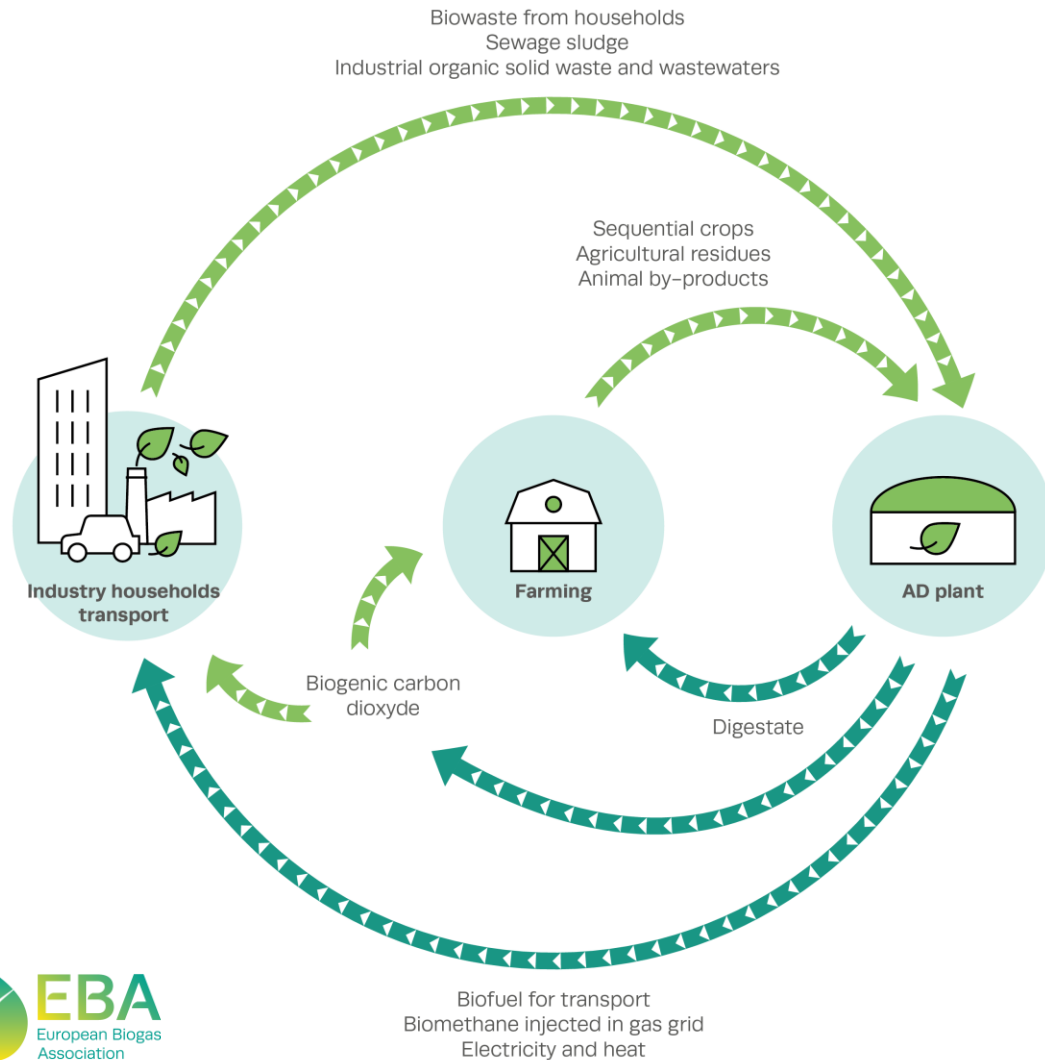 Biowaste from households
Sewage sludge
Industrial organic solid waste and wastewaters
Sequential crops
Agricultural residues
Animal by-products
Industry households
transport
Farming
AD plant
Biogenic carbon
dioxyde
Digestate
Biofuel for transport
Biomethane injected in gas grid
Electricity and heat
EBA
European Biogas
Association